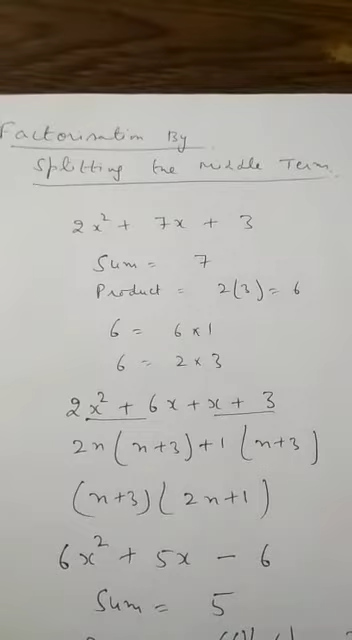 Factorisation By
Splitting the Middle Term
2x² + 7x + 3
Sum = 7
Product = 2(3) = 6
6 = 6 x 1
6 = 2 x 3
2x² + 6x + x + 3
2x(x+3)+1(x+3)
(x+3)(2x+1)
6x² + 5x - 6
Sum = 5